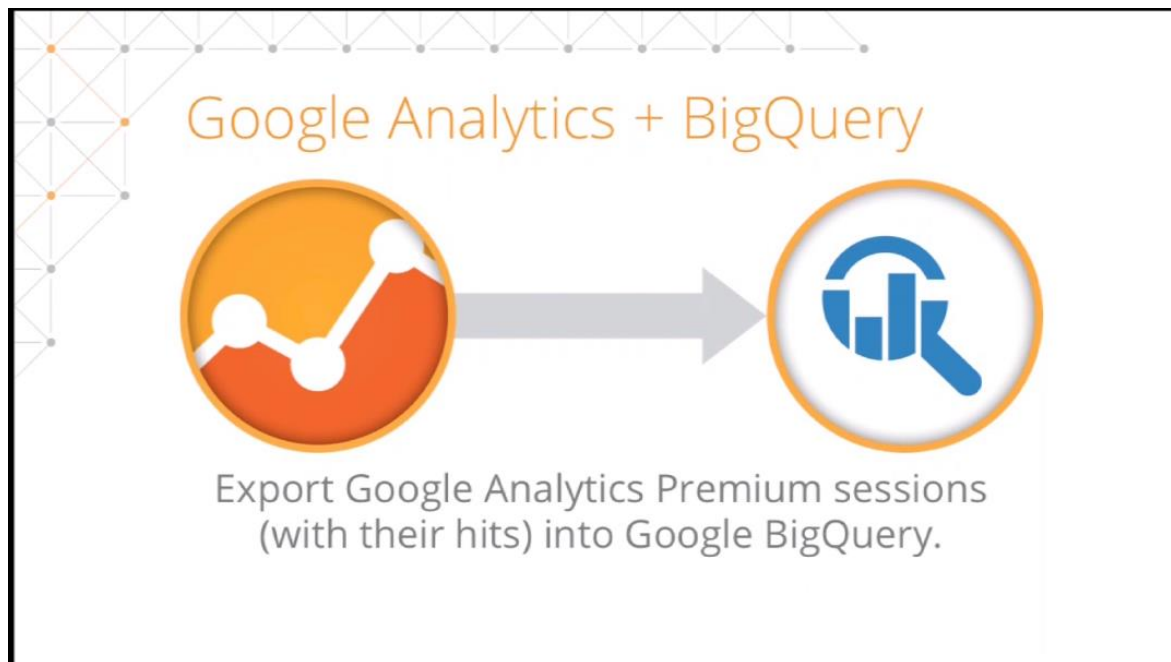 Google Analytics + BigQuery
Export Google Analytics Premium sessions
(with their hits) into Google BigQuery.